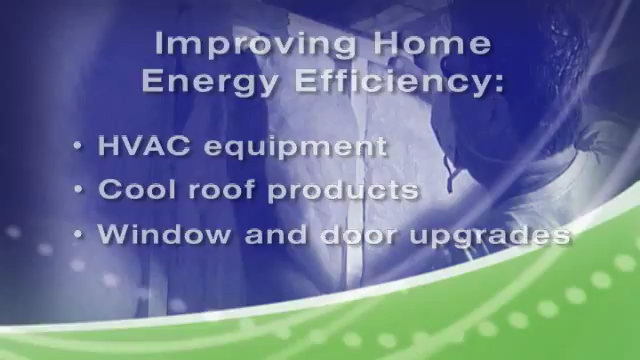 Improving Home
Energy Efficiency:
• HVAC equipment
• Cool roof products
• Window and door upgrades